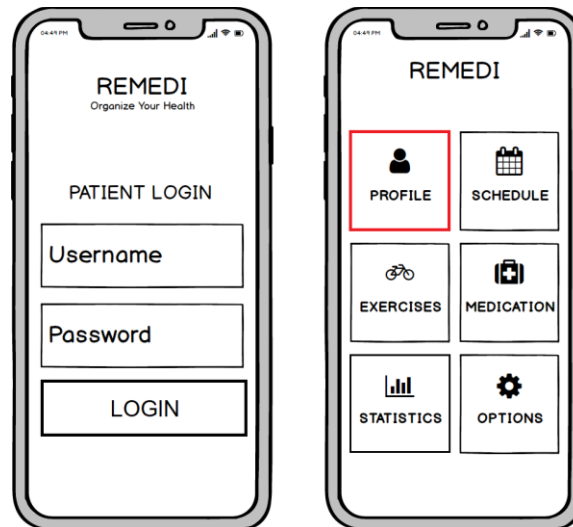 04:49 PM
REMEDI
Organize Your Health
PATIENT LOGIN
Username
Password
LOGIN
04:49 PM
REMEDI
PROFILE
SCHEDULE
EXERCISES
MEDICATION
STATISTICS
OPTIONS